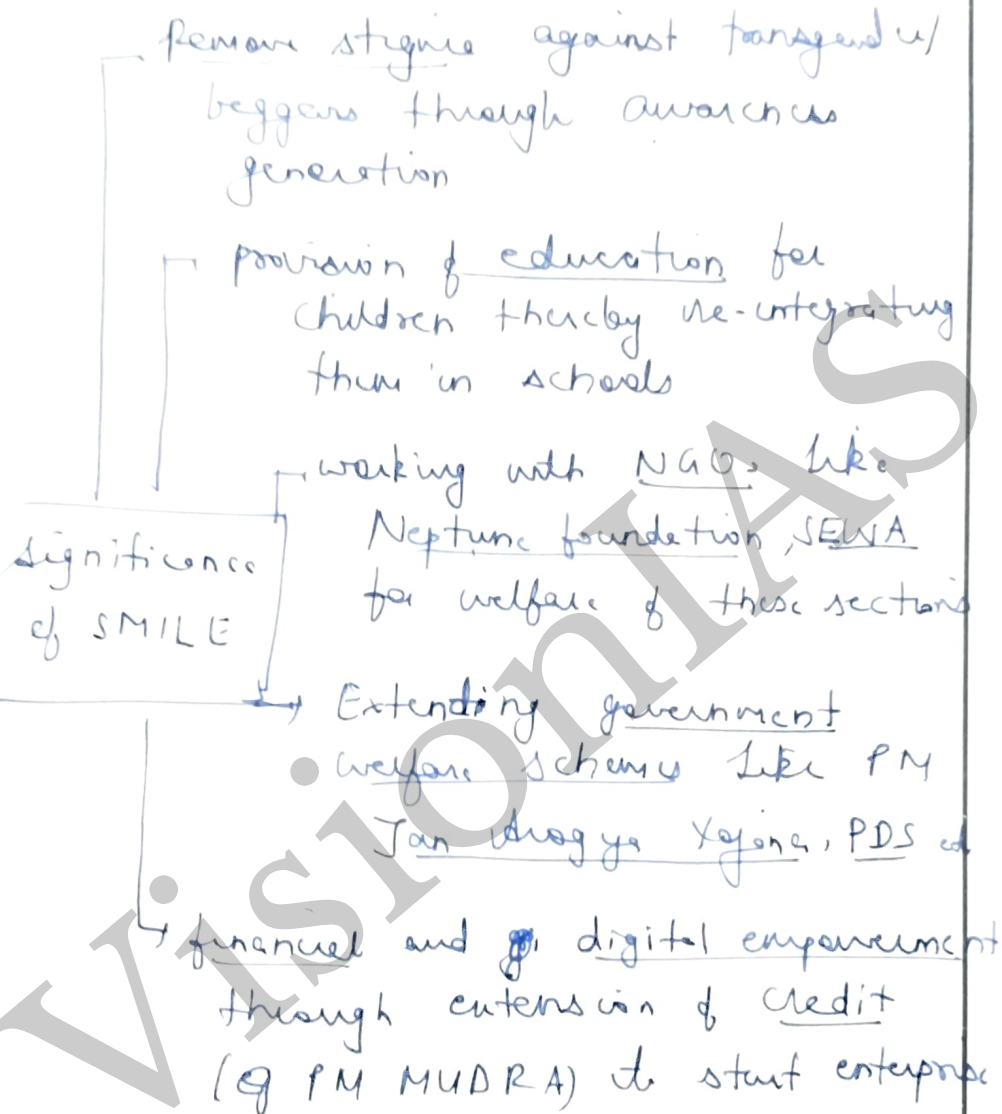 Remove stigma against transgender/
beggars through awareness
generation
provision of education for
children thereby re-integrating
them in schools
working with NGOs like
Neptune foundation, SEWA
for welfare of these sections
significance
of SMILE
Extending government
welfare schemes like PM
Jan Arogya Yojana, PDS
financial and digital empowerment
through extension of credit
(eg PM MUDRA) to start enterprise
VisionIAS